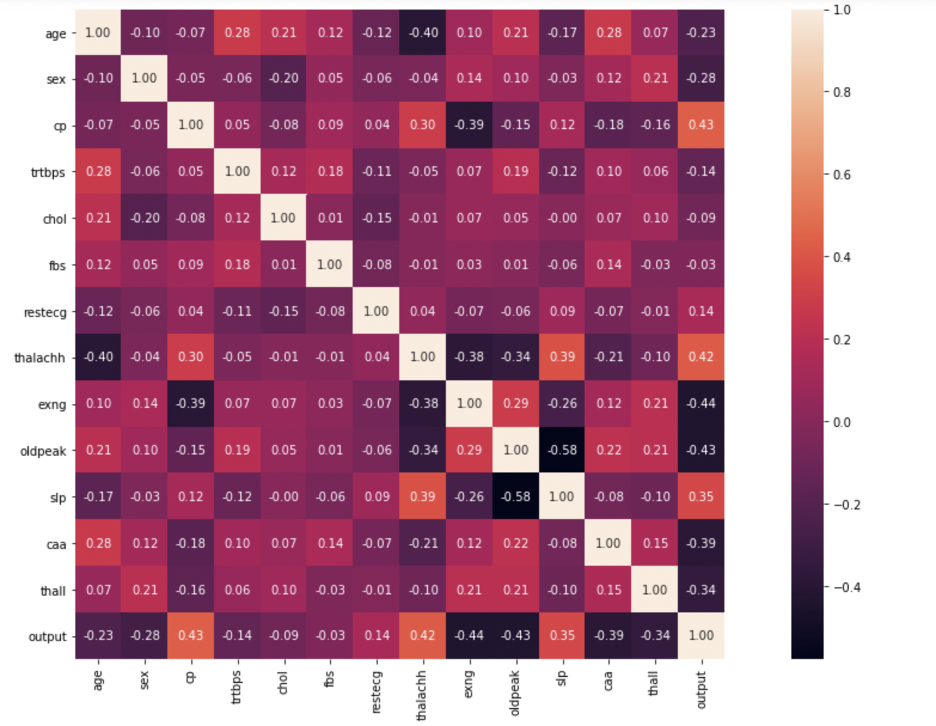 1.0
age 1.00 -0.10 -0.07 0.28 0.21 0.12 -0.12 -0.40 0.10 0.21 -0.17 0.28 0.07 -0.23
sex -0.10 1.00 -0.05 -0.06 -0.20 0.05 -0.06 -0.04 0.14 0.10 -0.03 0.12 0.21 -0.28
0.8
cp -0.07 -0.05 1.00 0.05 -0.08 0.09 0.04 0.30 -0.39 -0.15 0.12 -0.18 -0.16 0.43
trtbps 0.28 -0.06 0.05 1.00 0.12 0.18 -0.11 -0.05 0.07 0.19 -0.12 0.10 0.06 -0.14
0.6
chol 0.21 -0.20 -0.08 0.12 1.00 0.01 -0.15 -0.01 0.07 0.05 -0.00 0.07 0.10 -0.09
0.4
fbs 0.12 0.05 0.09 0.18 0.01 1.00 -0.08 -0.01 0.03 0.01 -0.06 0.14 -0.03 -0.03
restecg -0.12 -0.06 0.04 -0.11 -0.15 -0.08 1.00 0.04 -0.07 -0.06 0.09 -0.07 -0.01 0.14
0.2
thalachh -0.40 -0.04 0.30 -0.05 -0.01 -0.01 0.04 1.00 -0.38 -0.34 0.39 -0.21 -0.10 0.42
exng 0.10 0.14 -0.39 0.07 0.07 0.03 -0.07 -0.38 1.00 0.29 -0.26 0.12 0.21 -0.44
0.0
oldpeak 0.21 0.10 -0.15 0.19 0.05 0.01 -0.06 -0.34 0.29 1.00 -0.58 0.22 0.21 -0.43
slp -0.17 -0.03 0.12 -0.12 -0.00 -0.06 0.09 0.39 -0.26 -0.58 1.00 -0.08 -0.10 0.35
−0.2
caa 0.28 0.12 -0.18 0.10 0.07 0.14 -0.07 -0.21 0.12 0.22 -0.08 1.00 0.15 -0.39
−0.4
thall 0.07 0.21 -0.16 0.06 0.10 -0.03 -0.01 -0.10 0.21 0.21 -0.10 0.15 1.00 -0.34
output -0.23 -0.28 0.43 -0.14 -0.09 -0.03 0.14 0.42 -0.44 -0.43 0.35 -0.39 -0.34 1.00
age sex cp trtbps chol fbs restecg thalachh exng oldpeak slp caa thall output